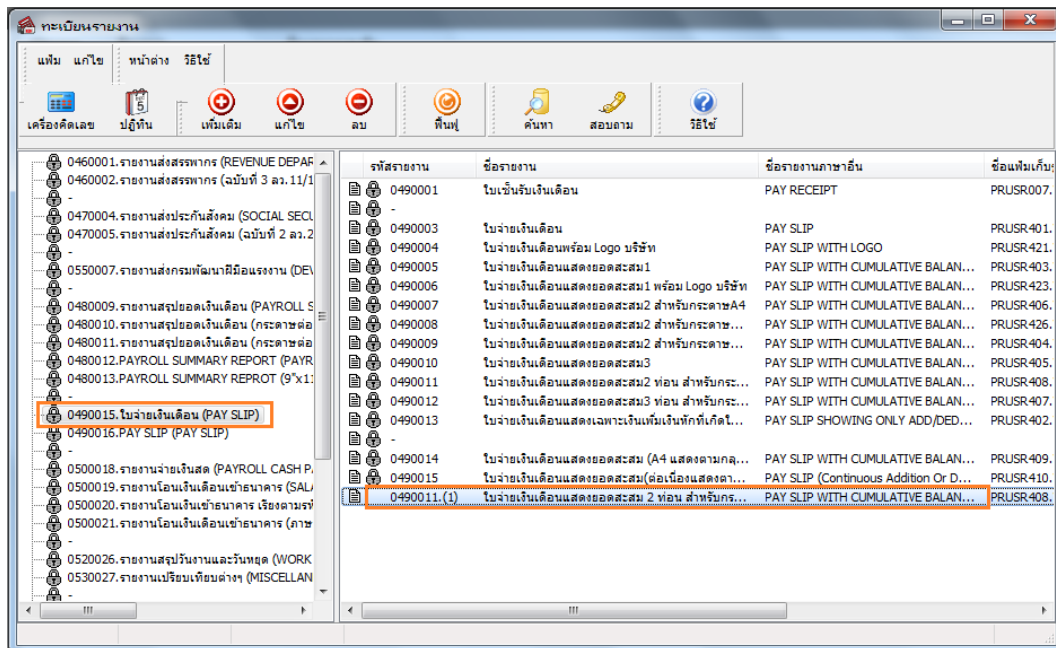 ทะเบียนรายงาน
แฟ้ม แก้ไข หน้าต่าง วิธีใช้
เครื่องคิดเลข ปฏิทิน เพิ่มเติม แก้ไข ลบ ฟื้นฟู ค้นหา สอบถาม วิธีใช้
0460001.รายงานส่งสรรพากร (REVENUE DEPAR
0460002.รายงานส่งสรรพากร (ฉบับที่ 3 ลว.11/1
-
0470004.รายงานส่งประกันสังคม (SOCIAL SECU
0470005.รายงานส่งประกันสังคม (ฉบับที่ 2 ลว.2
-
0550007.รายงานส่งกรมพัฒนาฝีมือแรงงาน (DEV
-
0480009.รายงานสรุปยอดเงินเดือน (PAYROLL S
0480010.รายงานสรุปยอดเงินเดือน (กระดาษต่อ
0480011.รายงานสรุปยอดเงินเดือน (กระดาษต่อ
0480012.PAYROLL SUMMARY REPORT (PAYR
0480013.PAYROLL SUMMARY REPROT (9"x11
-
0490015.ใบจ่ายเงินเดือน (PAY SLIP)
0490016.PAY SLIP (PAY SLIP)
-
0500018.รายงานจ่ายเงินสด (PAYROLL CASH P
0500019.รายงานโอนเงินเดือนเข้าธนาคาร (SAL
0500020.รายงานโอนเงินเข้าธนาคาร เรียงตามรหั
0500021.รายงานโอนเงินเดือนเข้าธนาคาร (ภาษ
-
0520026.รายงานสรุปวันงานและวันหยุด (WORK
0530027.รายงานเปรียบเทียบต่างๆ (MISCELLAN
-
รหัสรายงาน ชื่อรายงาน ชื่อรายงานภาษาอื่น ชื่อแฟ้มเก็บรู
0490001 ใบเซ็นรับเงินเดือน PAY RECEIPT PRUSR007.
-
0490003 ใบจ่ายเงินเดือน PAY SLIP PRUSR401.
0490004 ใบจ่ายเงินเดือนพร้อม Logo บริษัท PAY SLIP WITH LOGO PRUSR421.
0490005 ใบจ่ายเงินเดือนแสดงยอดสะสม1 PAY SLIP WITH CUMULATIVE BALAN... PRUSR403.
0490006 ใบจ่ายเงินเดือนแสดงยอดสะสม1 พร้อม Logo บริษัท PAY SLIP WITH CUMULATIVE BALAN... PRUSR423.
0490007 ใบจ่ายเงินเดือนแสดงยอดสะสม2 สำหรับกระดาษA4 PAY SLIP WITH CUMULATIVE BALAN... PRUSR406.
0490008 ใบจ่ายเงินเดือนแสดงยอดสะสม2 สำหรับกระดาษ... PAY SLIP WITH CUMULATIVE BALAN... PRUSR426.
0490009 ใบจ่ายเงินเดือนแสดงยอดสะสม2 สำหรับกระดาษ... PAY SLIP WITH CUMULATIVE BALAN... PRUSR404.
0490010 ใบจ่ายเงินเดือนแสดงยอดสะสม3 PAY SLIP WITH CUMULATIVE BALAN... PRUSR405.
0490011 ใบจ่ายเงินเดือนแสดงยอดสะสม2 ท่อน สำหรับกระ... PAY SLIP WITH CUMULATIVE BALAN... PRUSR408.
0490012 ใบจ่ายเงินเดือนแสดงยอดสะสม3 ท่อน สำหรับกระ... PAY SLIP WITH CUMULATIVE BALAN... PRUSR407.
0490013 ใบจ่ายเงินเดือนแสดงเฉพาะเงินเพิ่มเงินหักที่เกิดใ... PAY SLIP SHOWING ONLY ADD/DED... PRUSR402.
-
0490014 ใบจ่ายเงินเดือนแสดงยอดสะสม (A4 แสดงตามกลุ... PAY SLIP WITH CUMULATIVE BALAN... PRUSR409.
0490015 ใบจ่ายเงินเดือนแสดงยอดสะสม(ต่อเนื่องแสดงตา... PAY SLIP (Continuous Addition Or D... PRUSR410.
0490011.(1) ใบจ่ายเงินเดือนแสดงยอดสะสม 2 ท่อน สำหรับกร... PAY SLIP WITH CUMULATIVE BALAN... PRUSR408.